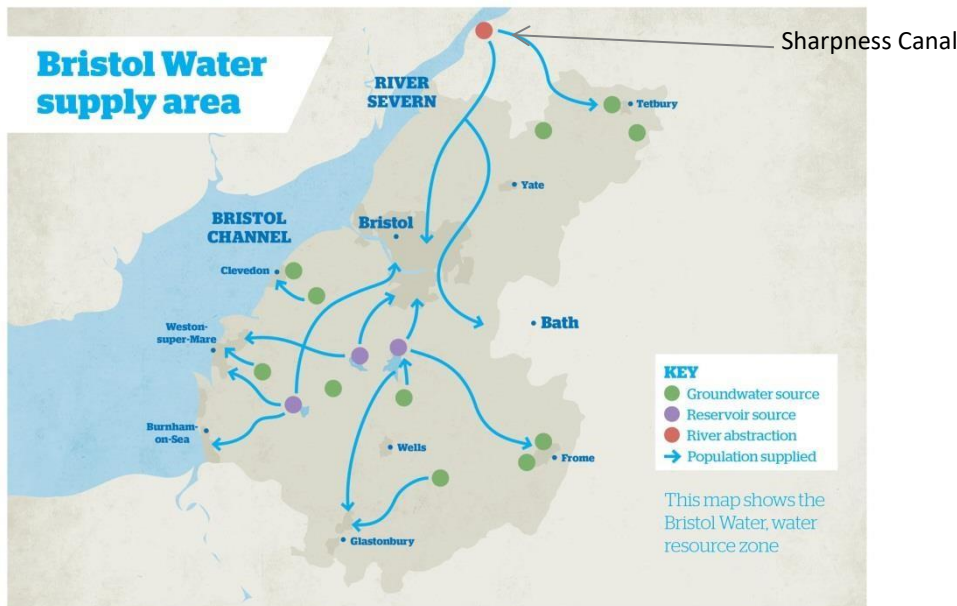 Bristol Water
supply area
Sharpness Canal
RIVER
SEVERN
Tetbury
Yate
BRISTOL
CHANNEL
Bristol
Clevedon
Weston-
super-Mare
Bath
Burnham-
on-Sea
Wells
Frome
Glastonbury
KEY
Groundwater source
Reservoir source
River abstraction
Population supplied
This map shows the
Bristol Water, water
resource zone